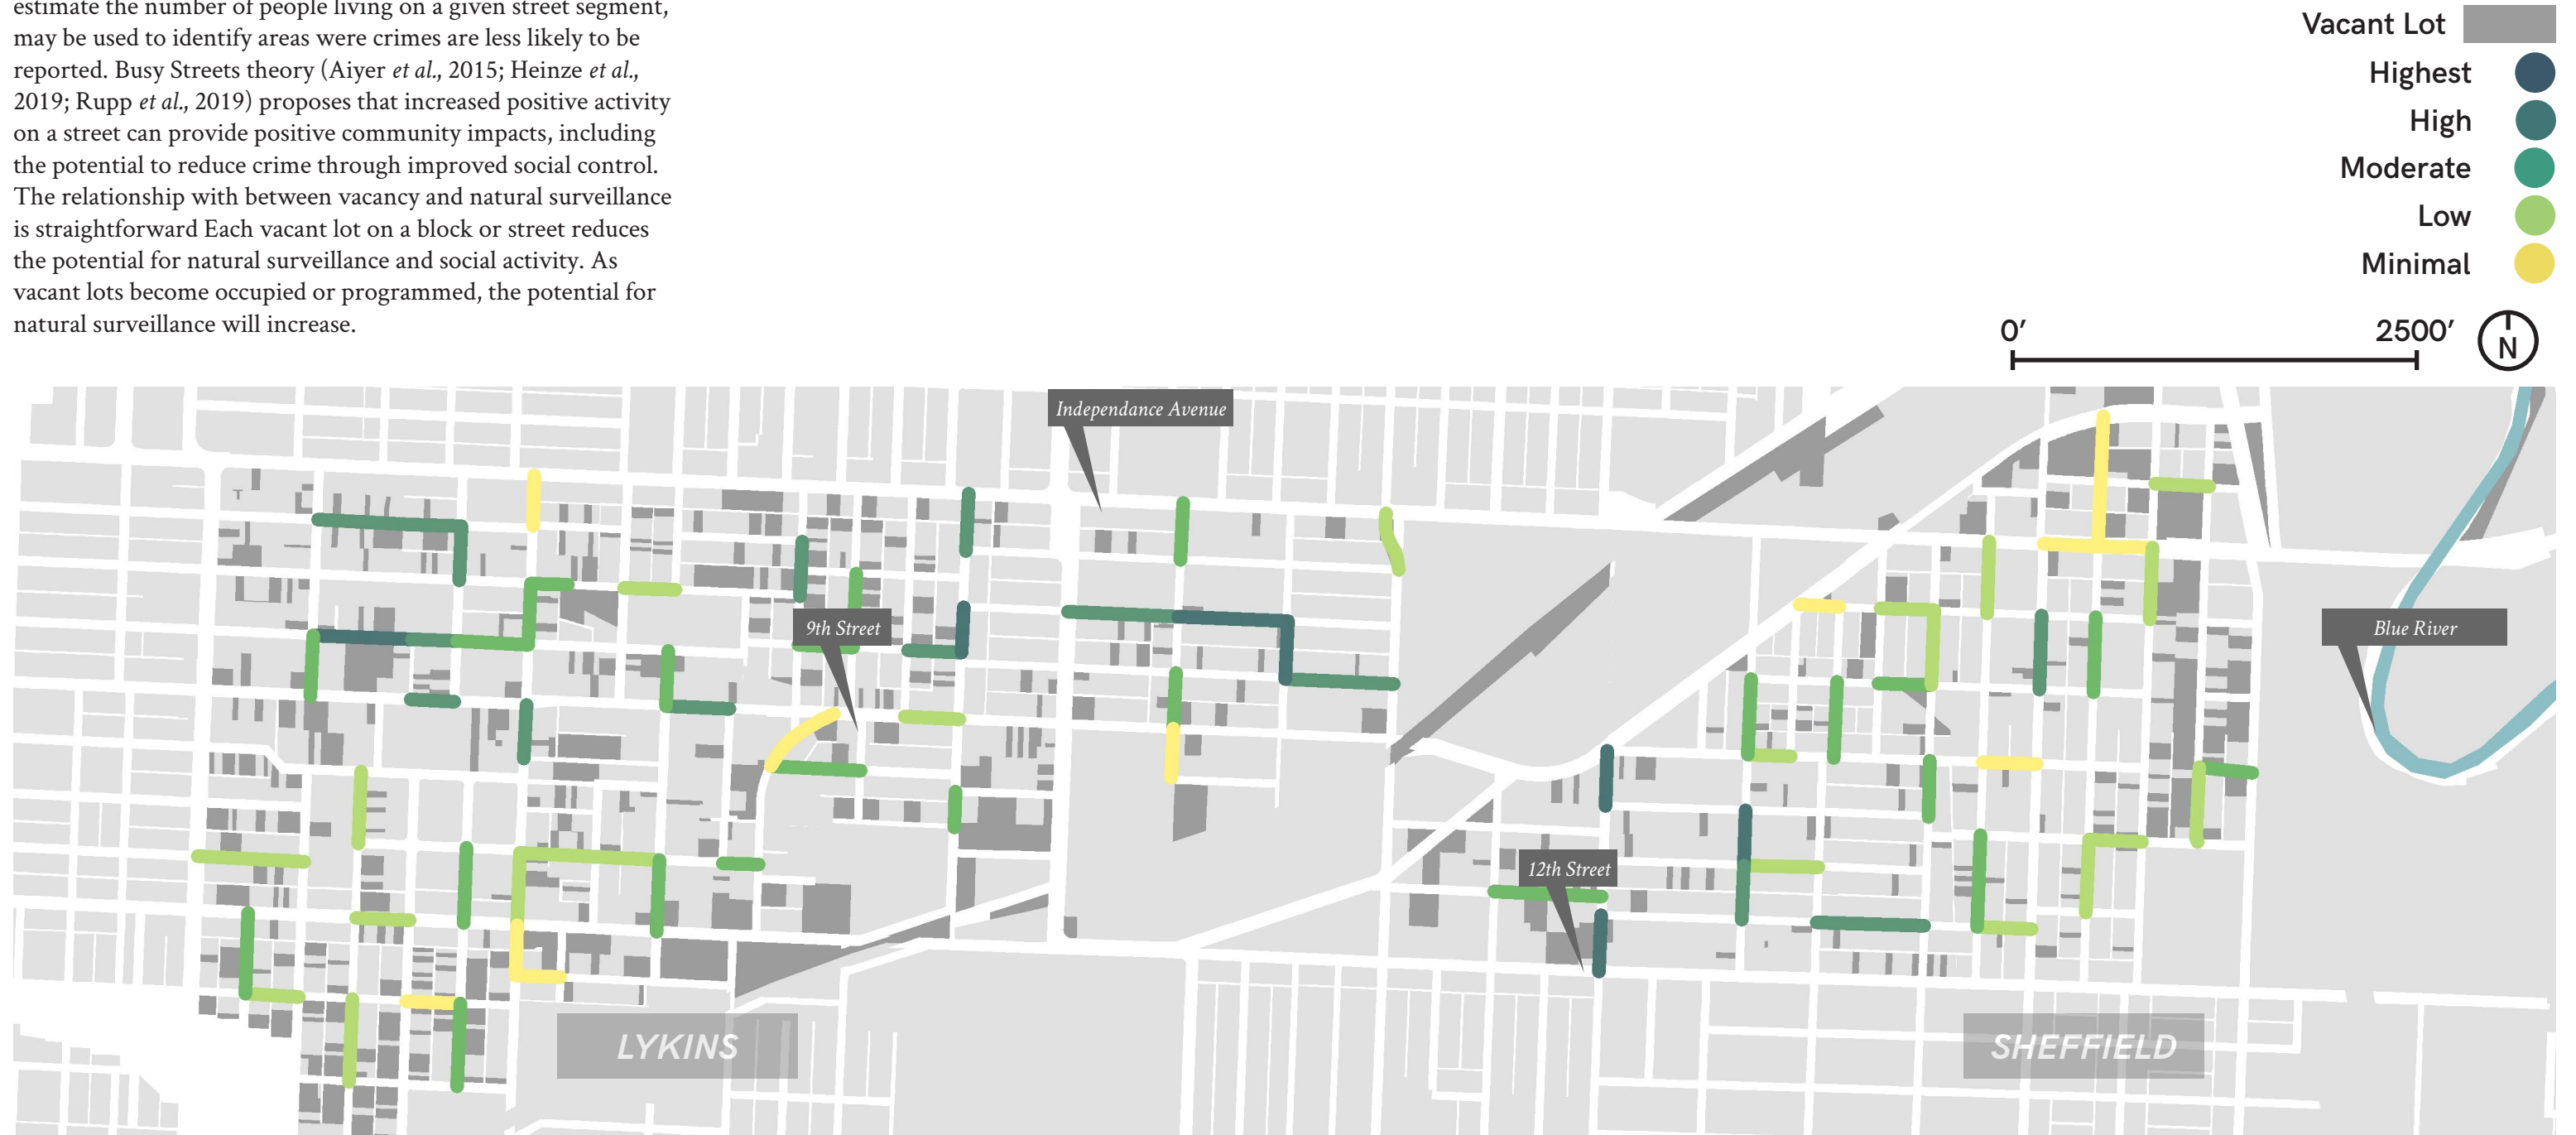 estimate the number of people living on a given street segment,
may be used to identify areas were crimes are less likely to be
reported. Busy Streets theory (Aiyer et al., 2015; Heinze et al.,
2019; Rupp et al., 2019) proposes that increased positive activity
on a street can provide positive community impacts, including
the potential to reduce crime through improved social control.
The relationship with between vacancy and natural surveillance
is straightforward Each vacant lot on a block or street reduces
the potential for natural surveillance and social activity. As
vacant lots become occupied or programmed, the potential for
natural surveillance will increase.
Vacant Lot
Highest
High
Moderate
Low
Minimal
0′ 2500′
N
Independance Avenue
9th Street
Blue River
12th Street
LYKINS
SHEFFIELD